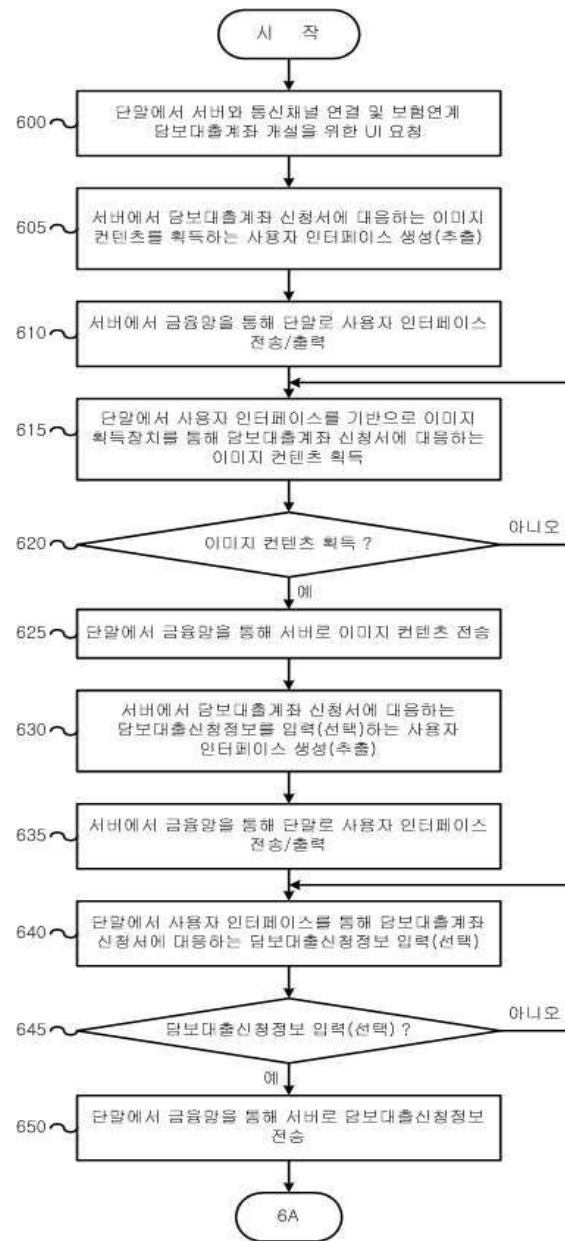 시 작
600
단말에서 서버와 통신채널 연결 및 보험연계
담보대출계좌 개설을 위한 UI 요청
605
서버에서 담보대출계좌 신청서에 대응하는 이미지
컨텐츠를 획득하는 사용자 인터페이스 생성(추출)
610
서버에서 금융망을 통해 단말로 사용자 인터페이스
전송/출력
615
단말에서 사용자 인터페이스를 기반으로 이미지
획득장치를 통해 담보대출계좌 신청서에 대응하는
이미지 컨텐츠 획득
620
이미지 컨텐츠 획득 ?
아니오
예
625
단말에서 금융망을 통해 서버로 이미지 컨텐츠 전송
630
서버에서 담보대출계좌 신청서에 대응하는
담보대출신청정보를 입력(선택)하는 사용자
인터페이스 생성(추출)
635
서버에서 금융망을 통해 단말로 사용자 인터페이스
전송/출력
640
단말에서 사용자 인터페이스를 통해 담보대출계좌
신청서에 대응하는 담보대출신청정보 입력(선택)
645
담보대출신청정보 입력(선택) ?
아니오
예
650
단말에서 금융망을 통해 서버로 담보대출신청정보
전송
6A